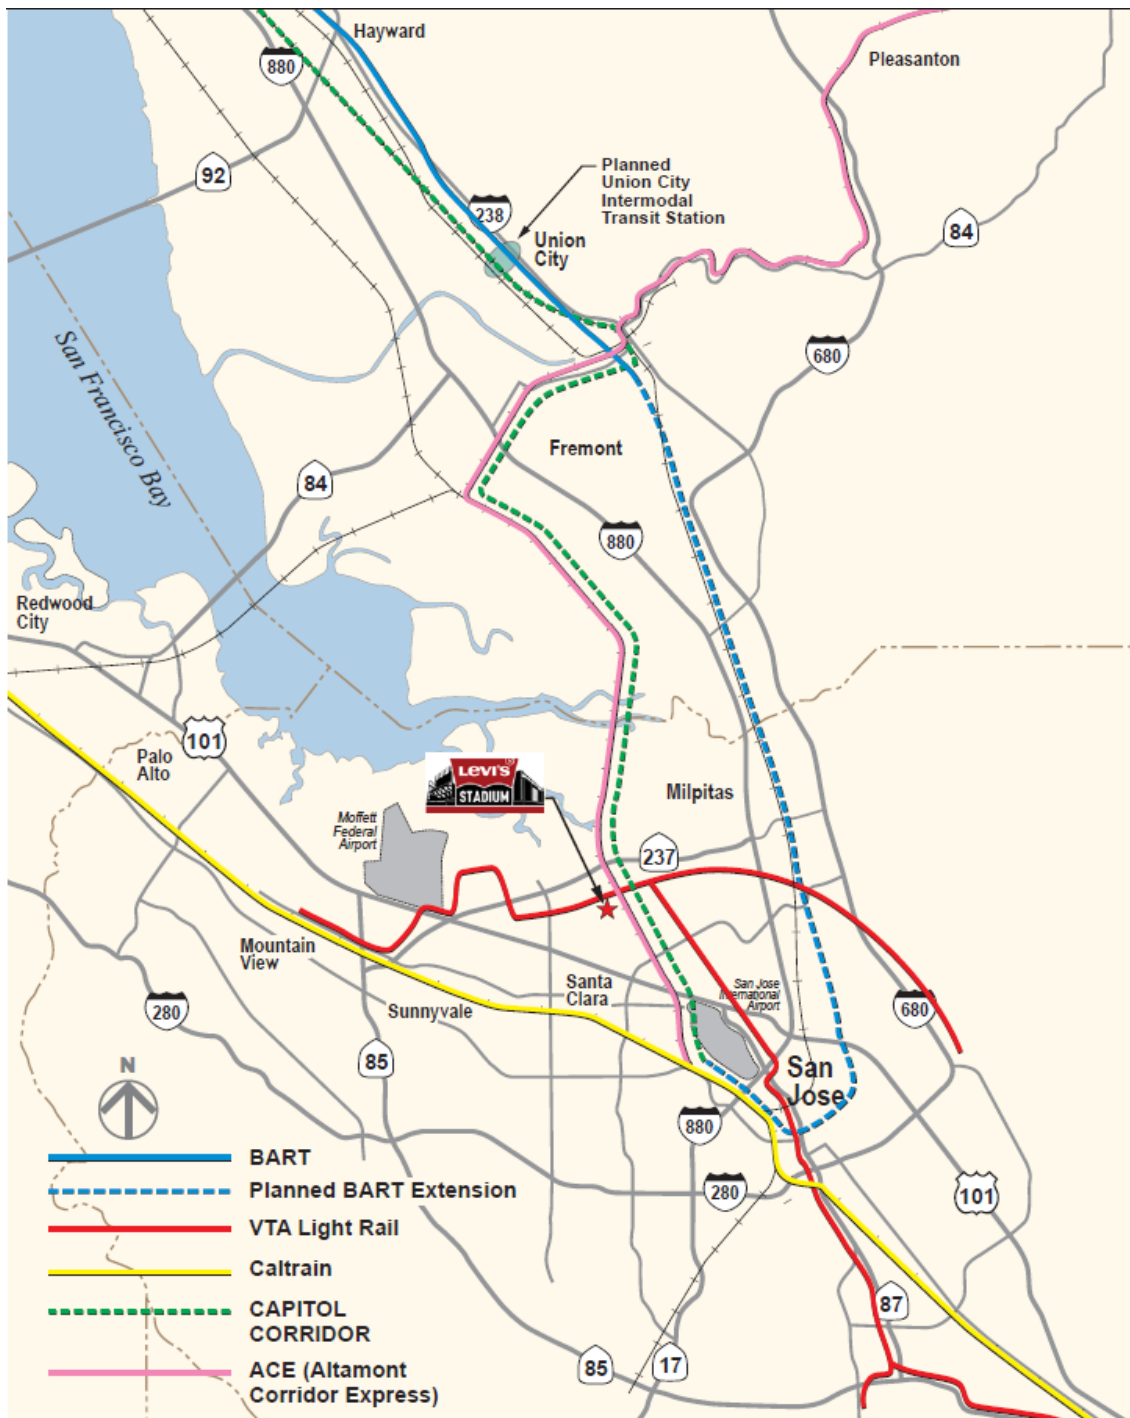 Hayward
880
Pleasanton
92
Planned
Union City
Intermodal
Transit Station
238
Union
City
84
680
San Francisco Bay
Fremont
84
880
Redwood
City
101
Palo
Alto
LEVI'S
®
STADIUM
Milpitas
Moffett
Federal
Airport
237
Mountain
View
Santa
Clara
San Jose
International
Airport
280
Sunnyvale
680
85
San
Jose
N
880
BART
Planned BART Extension
280
101
VTA Light Rail
Caltrain
CAPITOL
CORRIDOR
87
ACE (Altamont
Corridor Express)
85
17